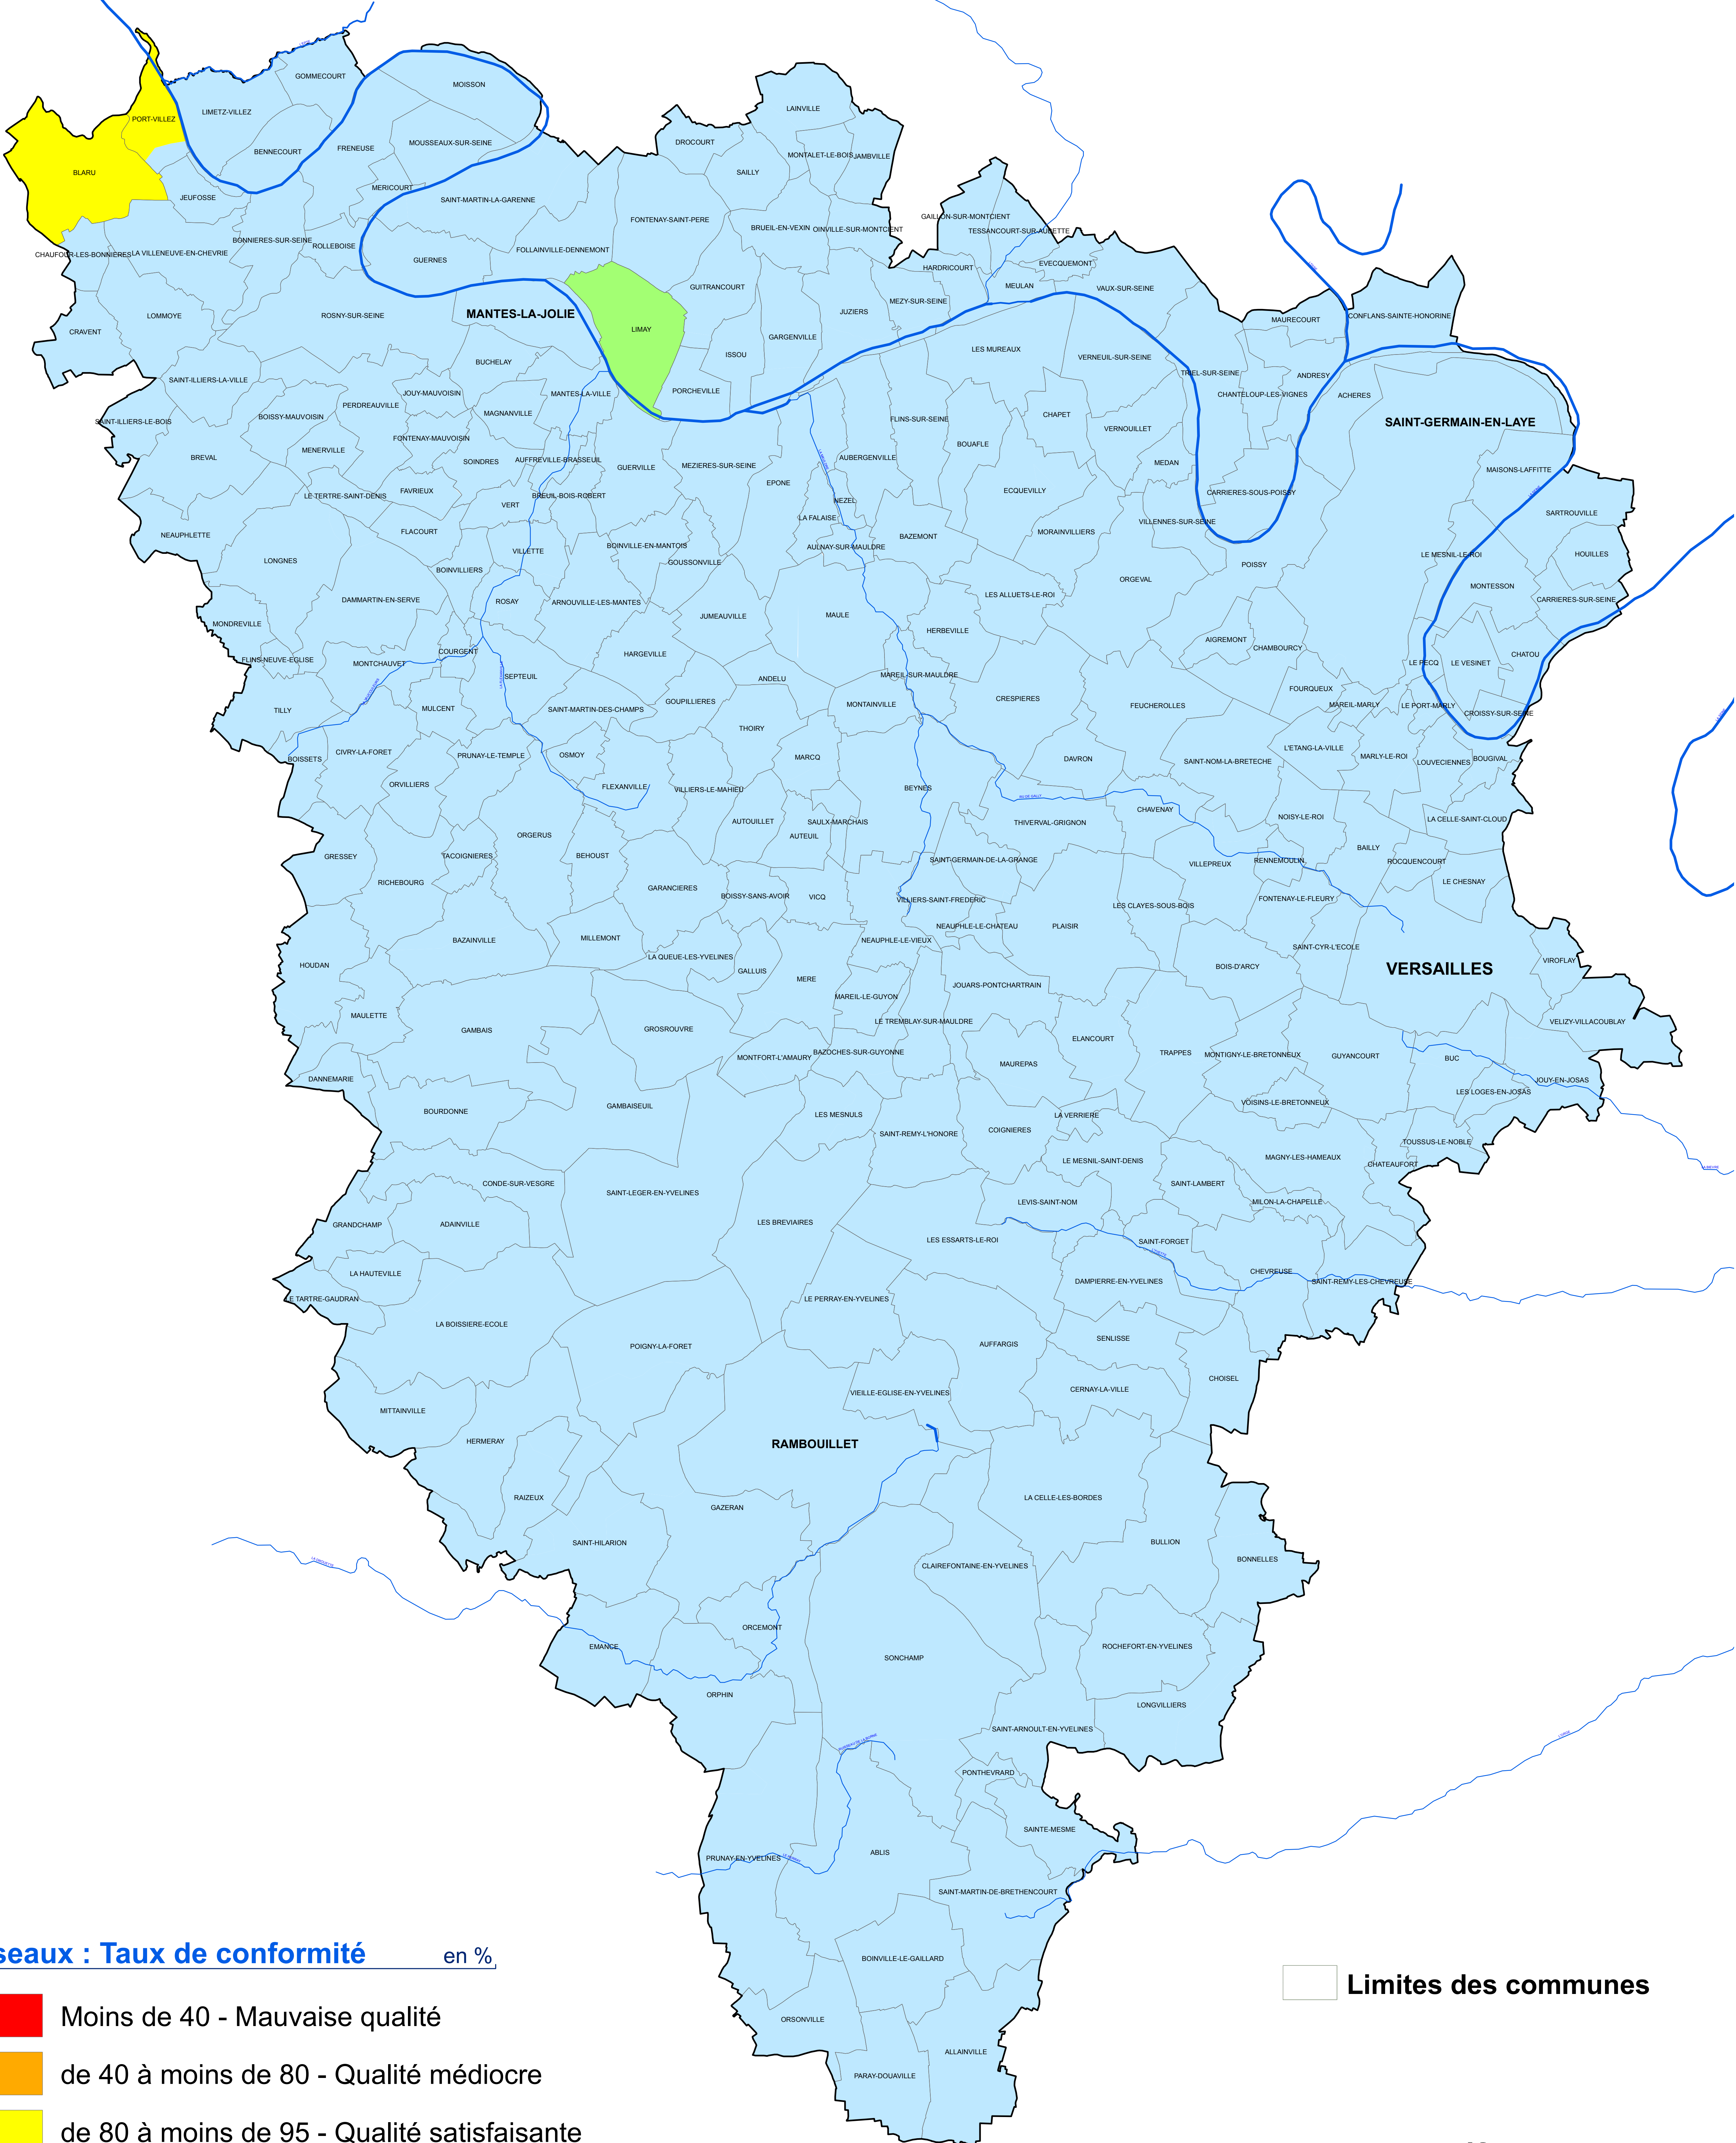 GOMMECOURT
MOISSON
LIMETZ-VILLEZ
LAINVILLE
PORT-VILLEZ
DROCOURT
MOUSSEAUX-SUR-SEINE
FRENEUSE
BENNECOURT
MONTALET-LE-BOIS
JAMBVILLE
BLARU
SAILLY
MERICOURT
JEUFOSSE
SAINT-MARTIN-LA-GARENNE
GAILLON-SUR-MONTCIENT
FONTENAY-SAINT-PERE
BRUEIL-EN-VEXIN
OINVILLE-SUR-MONTCIENT
TESSANCOURT-SUR-AUBETTE
BONNIERES-SUR-SEINE
ROLLEBOISE
FOLLAINVILLE-DENNEMONT
CHAUFOUR-LES-BONNIERES
LA VILLENEUVE-EN-CHEVRIE
GUERNES
EVECQUEMONT
HARDRICOURT
GUITRANCOURT
MEULAN
VAUX-SUR-SEINE
MEZY-SUR-SEINE
JUZIERS
LOMMOYE
ROSNY-SUR-SEINE
MANTES-LA-JOLIE
MAURECOURT
CONFLANS-SAINTE-HONORINE
CRAVENT
LIMAY
GARGENVILLE
LES MUREAUX
ISSOU
VERNEUIL-SUR-SEINE
BUCHELAY
TRIEL-SUR-SEINE
ANDRESY
SAINT-ILLIERS-LA-VILLE
PORCHEVILLE
JOUY-MAUVOISIN
MANTES-LA-VILLE
CHANTELOUP-LES-VIGNES
ACHERES
PERDREAUVILLE
MAGNANVILLE
CHAPET
BOISSY-MAUVOISIN
FLINS-SUR-SEINE
SAINT-ILLIERS-LE-BOIS
SAINT-GERMAIN-EN-LAYE
VERNOUILLET
FONTENAY-MAUVOISIN
BOUAFLE
MENERVILLE
BREVAL
AUBERGENVILLE
SOINDRES
AUFFREVILLE-BRASSEUIL
MEDAN
GUERVILLE
MEZIERES-SUR-SEINE
MAISONS-LAFFITTE
EPONE
FAVRIEUX
ECQUEVILLY
CARRIERES-SOUS-POISSY
LE TERTRE-SAINT-DENIS
BREUIL-BOIS-ROBERT
NEZEL
VERT
SARTROUVILLE
LA FALAISE
VILLENNES-SUR-SEINE
FLACOURT
MORAINVILLIERS
NEAUPHLETTE
BAZEMONT
BOINVILLE-EN-MANTOIS
AULNAY-SUR-MAULDRE
VILLETTE
LE MESNIL-LE-ROI
HOUILLES
LONGNES
GOUSSONVILLE
POISSY
BOINVILLIERS
ORGEVAL
MONTESSON
LES ALLUETS-LE-ROI
DAMMARTIN-EN-SERVE
ROSAY
ARNOUVILLE-LES-MANTES
CARRIERES-SUR-SEINE
JUMEAUVILLE
MAULE
MONDREVILLE
HERBEVILLE
AIGREMONT
CHAMBOURCY
COURGENT
HARGEVILLE
CHATOU
FLINS-NEUVE-EGLISE
MONTCHAUVET
LE PECQ
LE VESINET
SEPTEUIL
ANDELU
MAREIL-SUR-MAULDRE
FOURQUEUX
CRESPIERES
GOUPILLIERES
MONTAINVILLE
FEUCHEROLLES
MAREIL-MARLY
LE PORT-MARLY
TILLY
MULCENT
SAINT-MARTIN-DES-CHAMPS
CROISSY-SUR-SEINE
THOIRY
L'ETANG-LA-VILLE
CIVRY-LA-FORET
PRUNAY-LE-TEMPLE
OSMOY
MARCQ
MARLY-LE-ROI
BOISSETS
DAVRON
SAINT-NOM-LA-BRETECHE
LOUVECIENNES
BOUGIVAL
ORVILLIERS
FLEXANVILLE
VILLIERS-LE-MAHIEU
BEYNES
RU DE GALLY
CHAVENAY
NOISY-LE-ROI
LA CELLE-SAINT-CLOUD
AUTOUILLET
SAULX-MARCHAIS
THIVERVAL-GRIGNON
ORGERUS
AUTEUIL
BAILLY
GRESSEY
TACOIGNIERES
BEHOUST
SAINT-GERMAIN-DE-LA-GRANGE
VILLEPREUX
RENNEMOULIN
ROCQUENCOURT
RICHEBOURG
GARANCIERES
LE CHESNAY
BOISSY-SANS-AVOIR
VICQ
VILLIERS-SAINT-FREDERIC
FONTENAY-LE-FLEURY
LES CLAYES-SOUS-BOIS
NEAUPHLE-LE-CHATEAU
PLAISIR
BAZAINVILLE
MILLEMONT
NEAUPHLE-LE-VIEUX
SAINT-CYR-L'ECOLE
LA QUEUE-LES-YVELINES
VIROFLAY
HOUDAN
GALLUIS
BOIS-D'ARCY
VERSAILLES
MERE
JOUARS-PONTCHARTRAIN
MAREIL-LE-GUYON
MAULETTE
LE TREMBLAY-SUR-MAULDRE
VELIZY-VILLACOUBLAY
GAMBAIS
GROSROUVRE
ELANCOURT
MONTFORT-L'AMAURY
BAZOCHES-SUR-GUYONNE
TRAPPES
MONTIGNY-LE-BRETONNEUX
GUYANCOURT
BUC
MAUREPAS
DANNEMARIE
JOUY-EN-JOSAS
LES LOGES-EN-JOSAS
GAMBAISEUIL
VOISINS-LE-BRETONNEUX
BOURDONNE
LES MESNULS
LA VERRIERE
SAINT-REMY-L'HONORE
COIGNIERES
TOUSSUS-LE-NOBLE
MAGNY-LES-HAMEAUX
LE MESNIL-SAINT-DENIS
CHATEAUFORT
CONDE-SUR-VESGRE
SAINT-LAMBERT
SAINT-LEGER-EN-YVELINES
LEVIS-SAINT-NOM
MILON-LA-CHAPELLE
GRANDCHAMP
ADAINVILLE
LES BREVIAIRES
LES ESSARTS-LE-ROI
SAINT-FORGET
LA HAUTEVILLE
CHEVREUSE
DAMPIERRE-EN-YVELINES
SAINT-REMY-LES-CHEVREUSE
LE TARTRE-GAUDRAN
LE PERRAY-EN-YVELINES
LA BOISSIERE-ECOLE
SENLISSE
POIGNY-LA-FORET
AUFFARGIS
CHOISEL
VIEILLE-EGLISE-EN-YVELINES
CERNAY-LA-VILLE
MITTAINVILLE
HERMERAY
RAMBOUILLET
RAIZEUX
LA CELLE-LES-BORDES
GAZERAN
SAINT-HILARION
BULLION
BONNELLES
CLAIREFONTAINE-EN-YVELINES
ORCEMONT
EMANCE
ROCHEFORT-EN-YVELINES
SONCHAMP
ORPHIN
LONGVILLIERS
SAINT-ARNOULT-EN-YVELINES
PONTHEVRARD
SAINTE-MESME
ABLIS
PRUNAY-EN-YVELINES
SAINT-MARTIN-DE-BRETHENCOURT
BOINVILLE-LE-GAILLARD
ORSONVILLE
ALLAINVILLE
PARAY-DOUAVILLE
seaux : Taux de conformité en %
Limites des communes
Moins de 40 - Mauvaise qualité
de 40 à moins de 80 - Qualité médiocre
de 80 à moins de 95 - Qualité satisfaisante